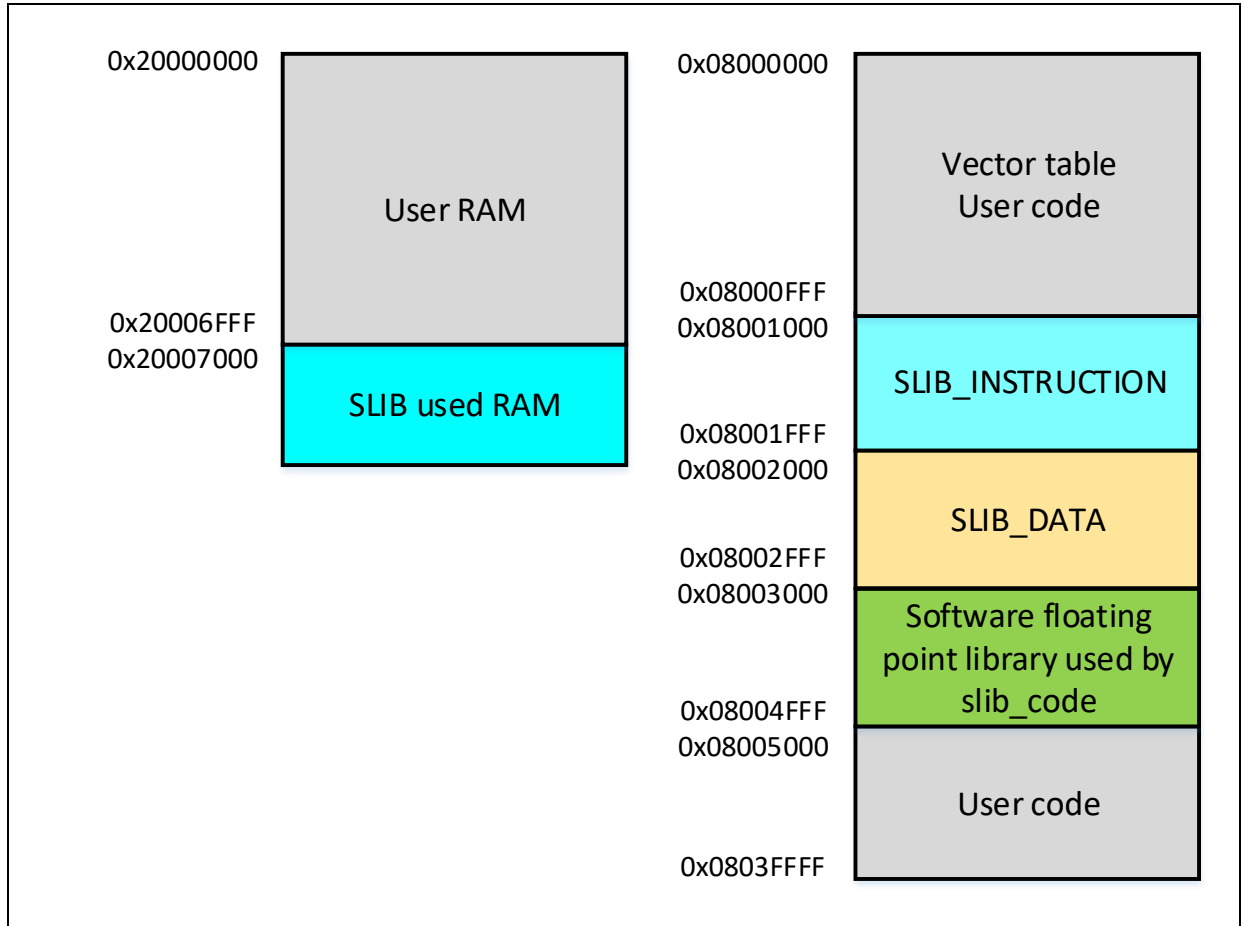 0x20000000
User RAM
0x20006FFF
0x20007000
SLIB used RAM
0x08000000
Vector table
User code
0x08000FFF
0x08001000
SLIB_INSTRUCTION
0x08001FFF
0x08002000
SLIB_DATA
0x08002FFF
0x08003000
Software floating
point library used by
slib_code
0x08004FFF
0x08005000
User code
0x0803FFFF